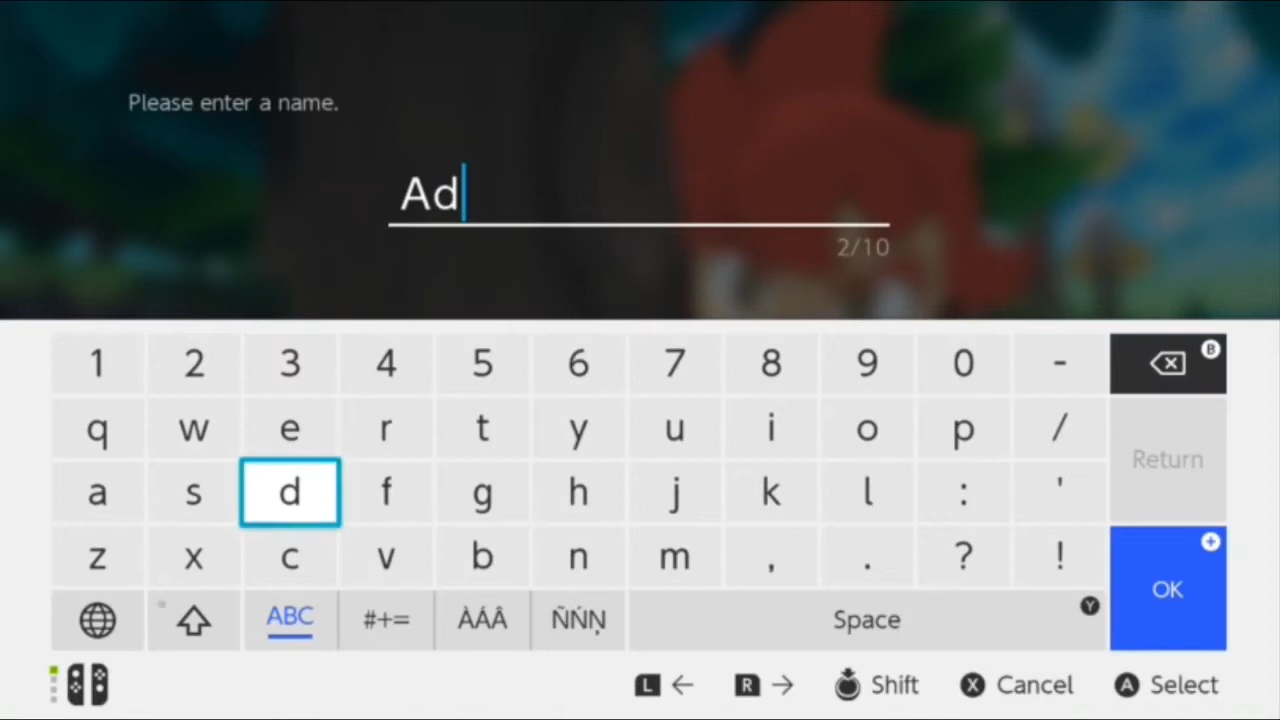 Please enter a name.
Ad
2/10
1 2 3 4 5 6 7 8 9 0 - B
q w e r t y u i o p / Return
a s d f g h j k l : '
z x c v b n m , . ? ! OK
ABC #+= ÀÁÂ ÑŃŅ Space Y
L ← R → Shift X Cancel A Select